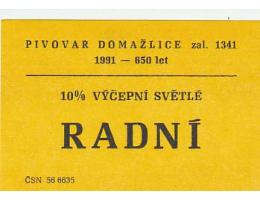 PIVOVAR DOMAŽLICE zal. 1341
1991 — 650 let
10% VÝČEPNÍ SVĚTLÉ
RADNÍ
ČSN 56 6635